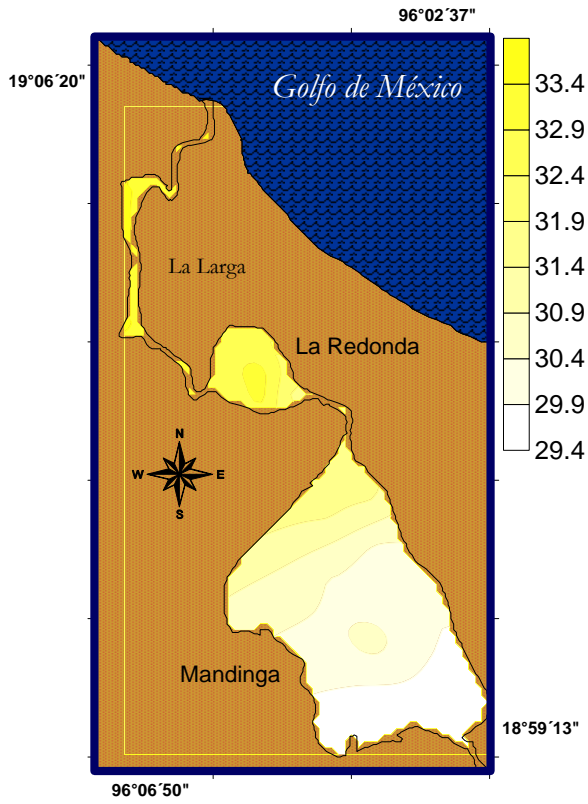 96°02´37"
19°06´20"
Golfo de México
33.4
32.9
32.4
31.9
31.4
30.9
30.4
29.9
29.4
La Larga
La Redonda
N
W
E
S
Mandinga
18°59´13"
96°06´50"